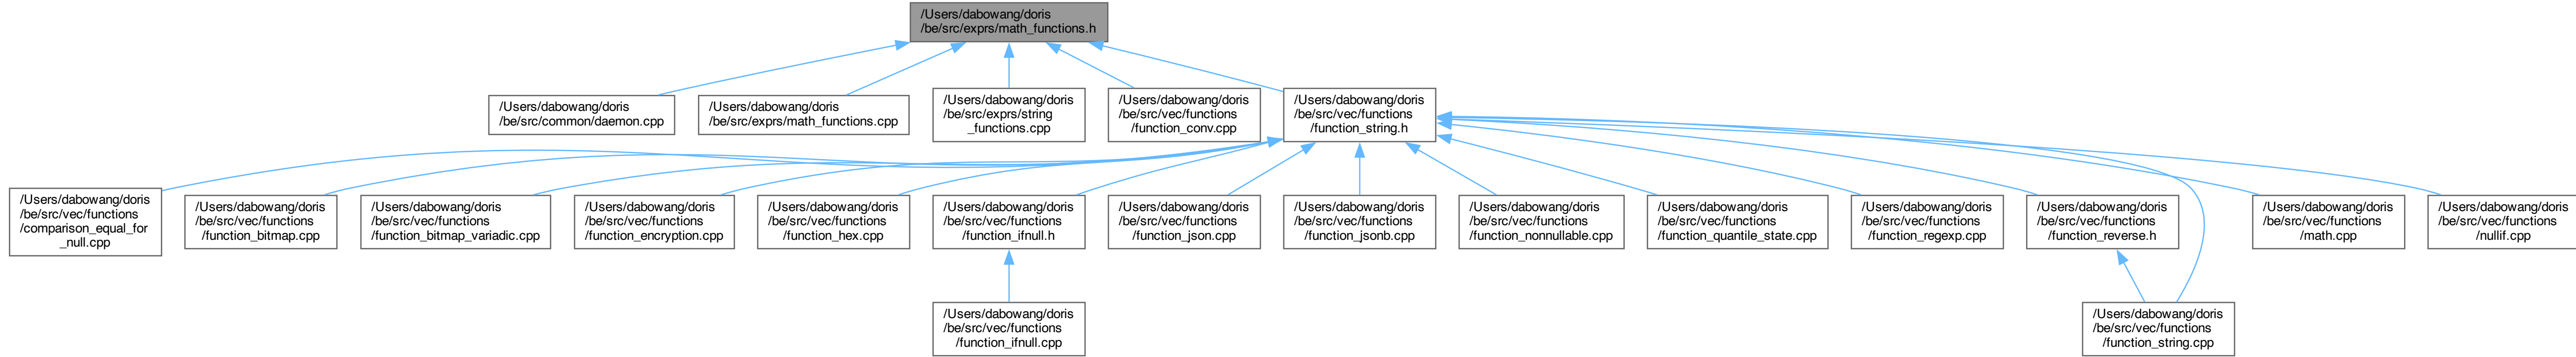 /Users/dabowang/doris
/be/src/exprs/math_functions.h
/Users/dabowang/doris
/be/src/common/daemon.cpp
/Users/dabowang/doris
/be/src/exprs/math_functions.cpp
/Users/dabowang/doris
/be/src/exprs/string
_functions.cpp
/Users/dabowang/doris
/be/src/vec/functions
/function_conv.cpp
/Users/dabowang/doris
/be/src/vec/functions
/function_string.h
/Users/dabowang/doris
/be/src/vec/functions
/comparison_equal_for
_null.cpp
/Users/dabowang/doris
/be/src/vec/functions
/function_bitmap.cpp
/Users/dabowang/doris
/be/src/vec/functions
/function_bitmap_variadic.cpp
/Users/dabowang/doris
/be/src/vec/functions
/function_encryption.cpp
/Users/dabowang/doris
/be/src/vec/functions
/function_hex.cpp
/Users/dabowang/doris
/be/src/vec/functions
/function_ifnull.h
/Users/dabowang/doris
/be/src/vec/functions
/function_json.cpp
/Users/dabowang/doris
/be/src/vec/functions
/function_jsonb.cpp
/Users/dabowang/doris
/be/src/vec/functions
/function_nonnullable.cpp
/Users/dabowang/doris
/be/src/vec/functions
/function_quantile_state.cpp
/Users/dabowang/doris
/be/src/vec/functions
/function_regexp.cpp
/Users/dabowang/doris
/be/src/vec/functions
/function_reverse.h
/Users/dabowang/doris
/be/src/vec/functions
/math.cpp
/Users/dabowang/doris
/be/src/vec/functions
/nullif.cpp
/Users/dabowang/doris
/be/src/vec/functions
/function_ifnull.cpp
/Users/dabowang/doris
/be/src/vec/functions
/function_string.cpp